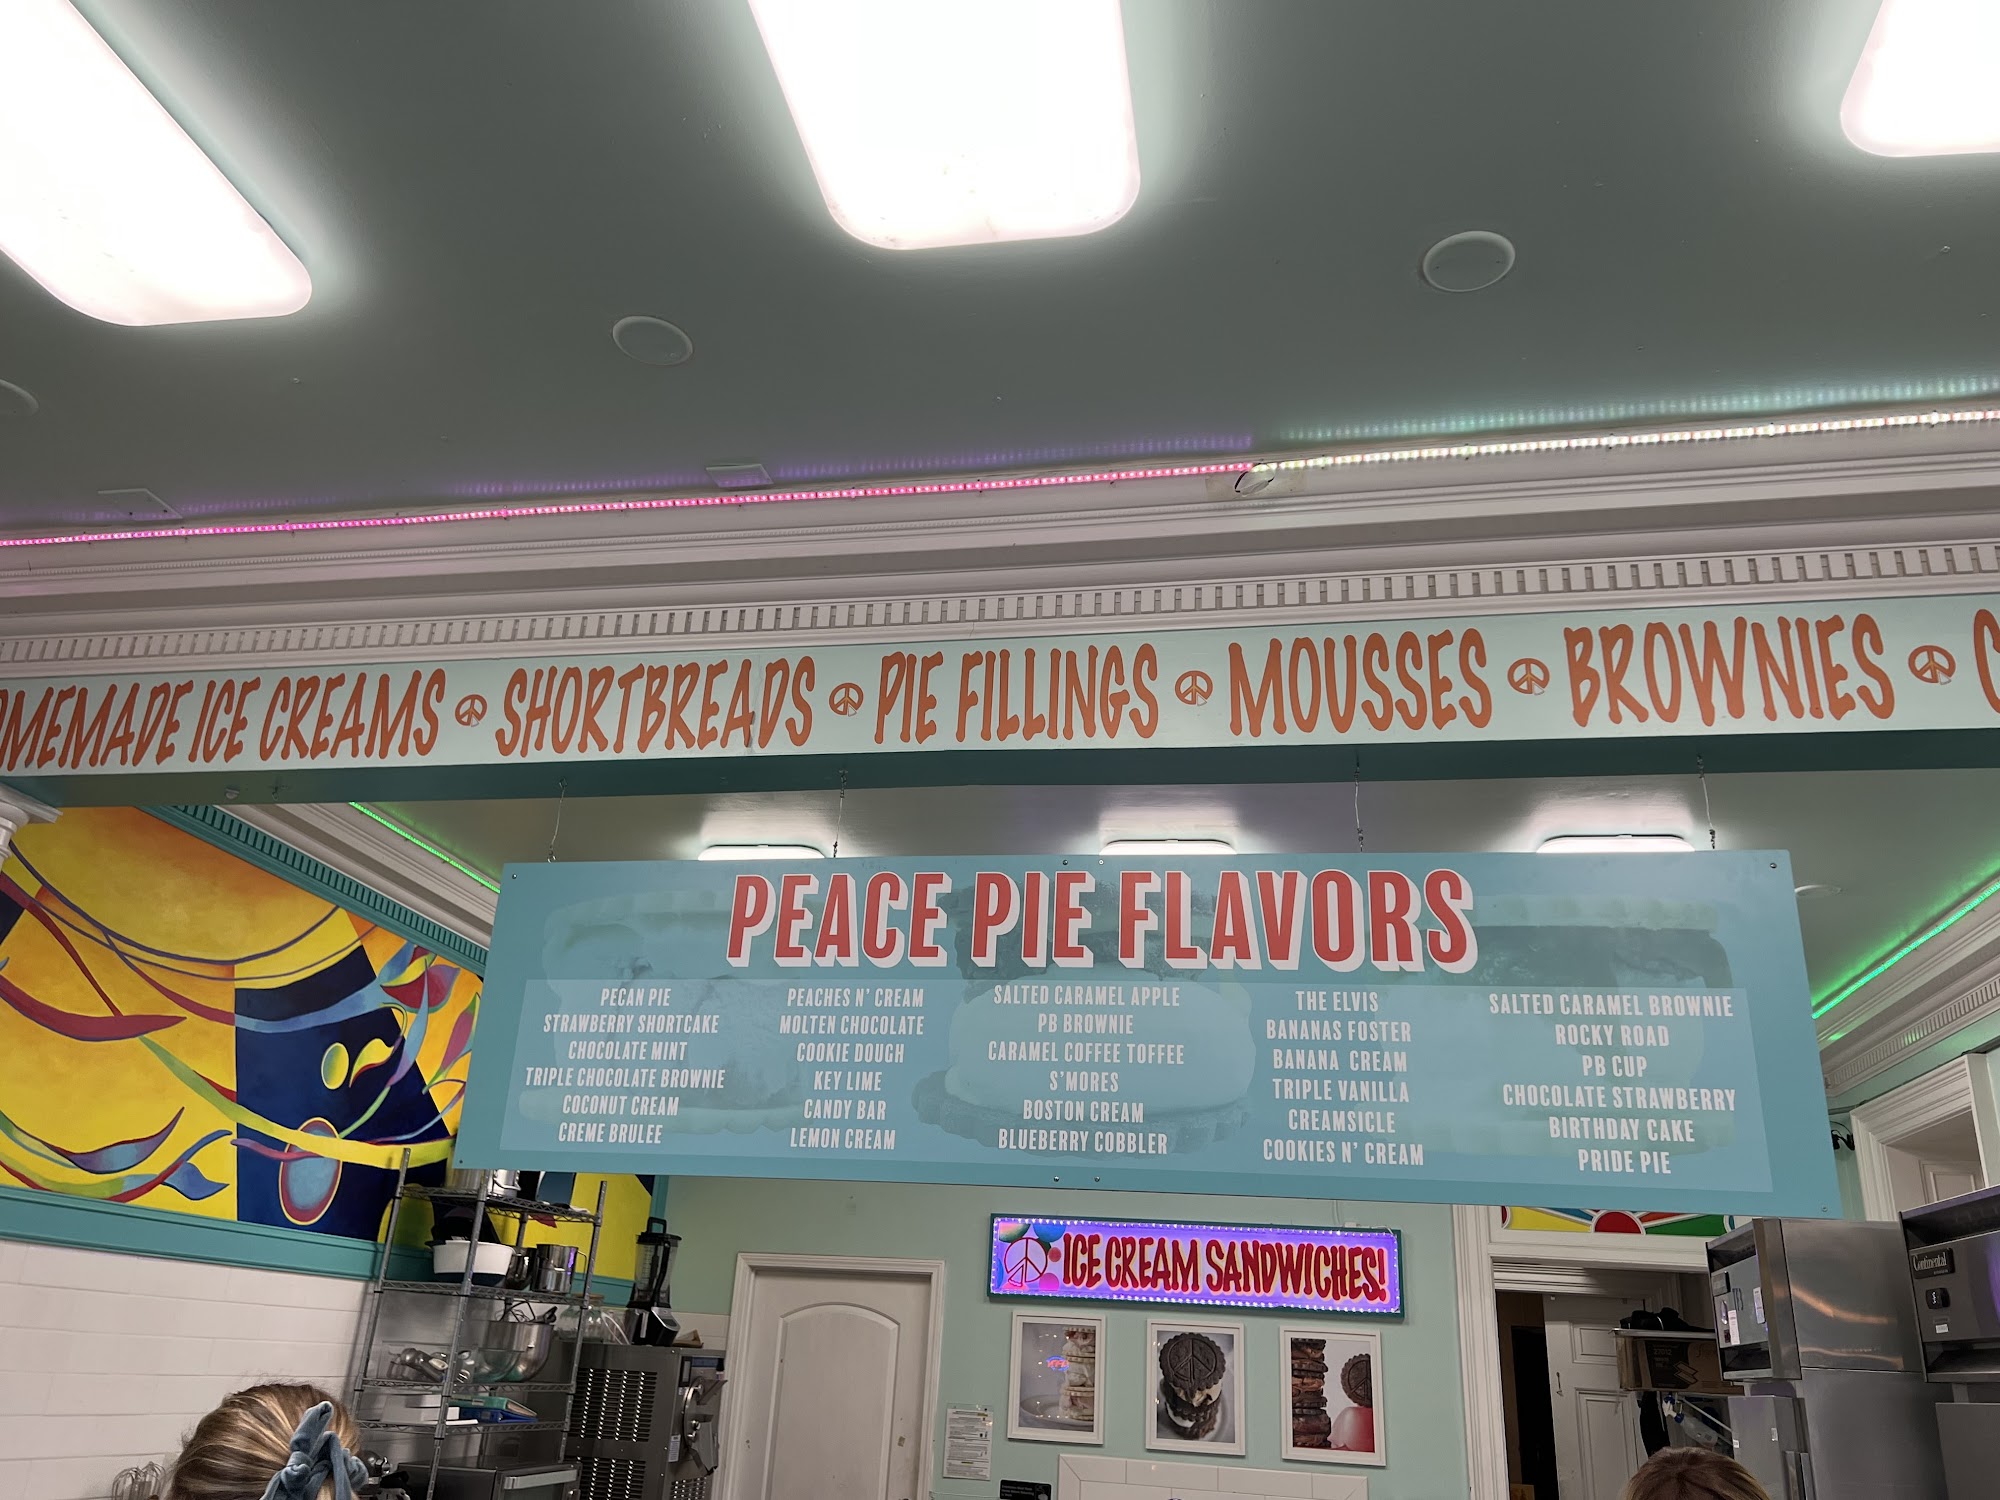 OMEMADE ICE CREAMS SHORTBREADS PIE FILLINGS MOUSSES BROWNIES C
PEACE PIE FLAVORS
PECAN PIE
STRAWBERRY SHORTCAKE
CHOCOLATE MINT
TRIPLE CHOCOLATE BROWNIE
COCONUT CREAM
CREME BRULEE
PEACHES N' CREAM
MOLTEN CHOCOLATE
COOKIE DOUGH
KEY LIME
CANDY BAR
LEMON CREAM
SALTED CARAMEL APPLE
PB BROWNIE
CARAMEL COFFEE TOFFEE
S'MORES
BOSTON CREAM
BLUEBERRY COBBLER
THE ELVIS
BANANAS FOSTER
BANANA CREAM
TRIPLE VANILLA
CREAMSICLE
COOKIES N' CREAM
SALTED CARAMEL BROWNIE
ROCKY ROAD
PB CUP
CHOCOLATE STRAWBERRY
BIRTHDAY CAKE
PRIDE PIE
ICE CREAM SANDWICHES!
Continental